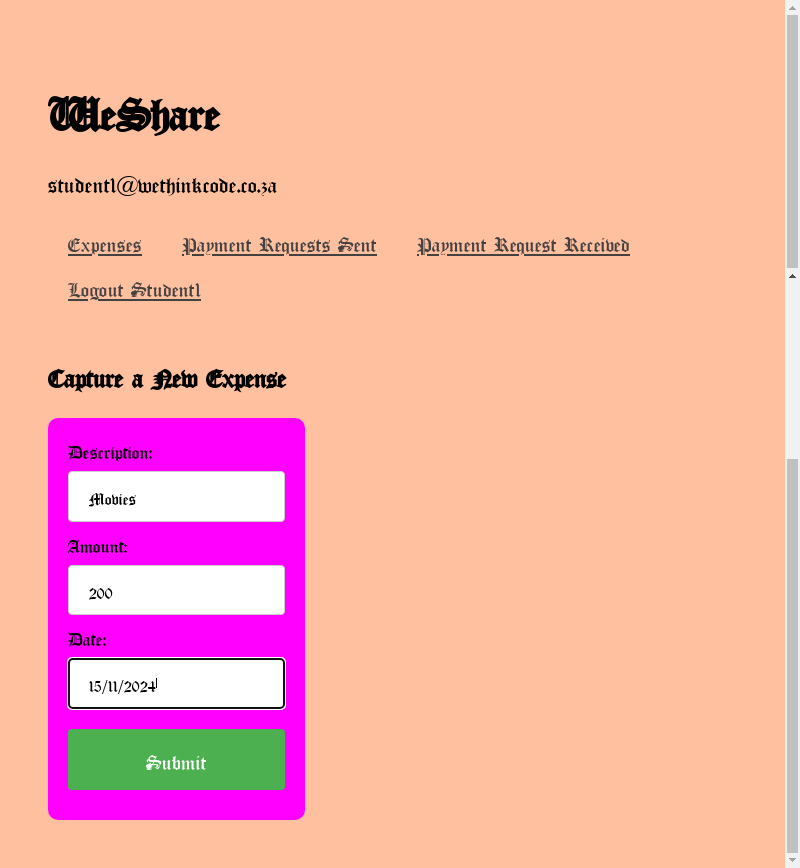 WeShare
student1@wethinkcode.co.za
Expenses Payment Requests Sent Payment Request Received
Logout Student1
Capture a New Expense
Description:
Movies
Amount:
200
Date:
15/11/2024
Submit